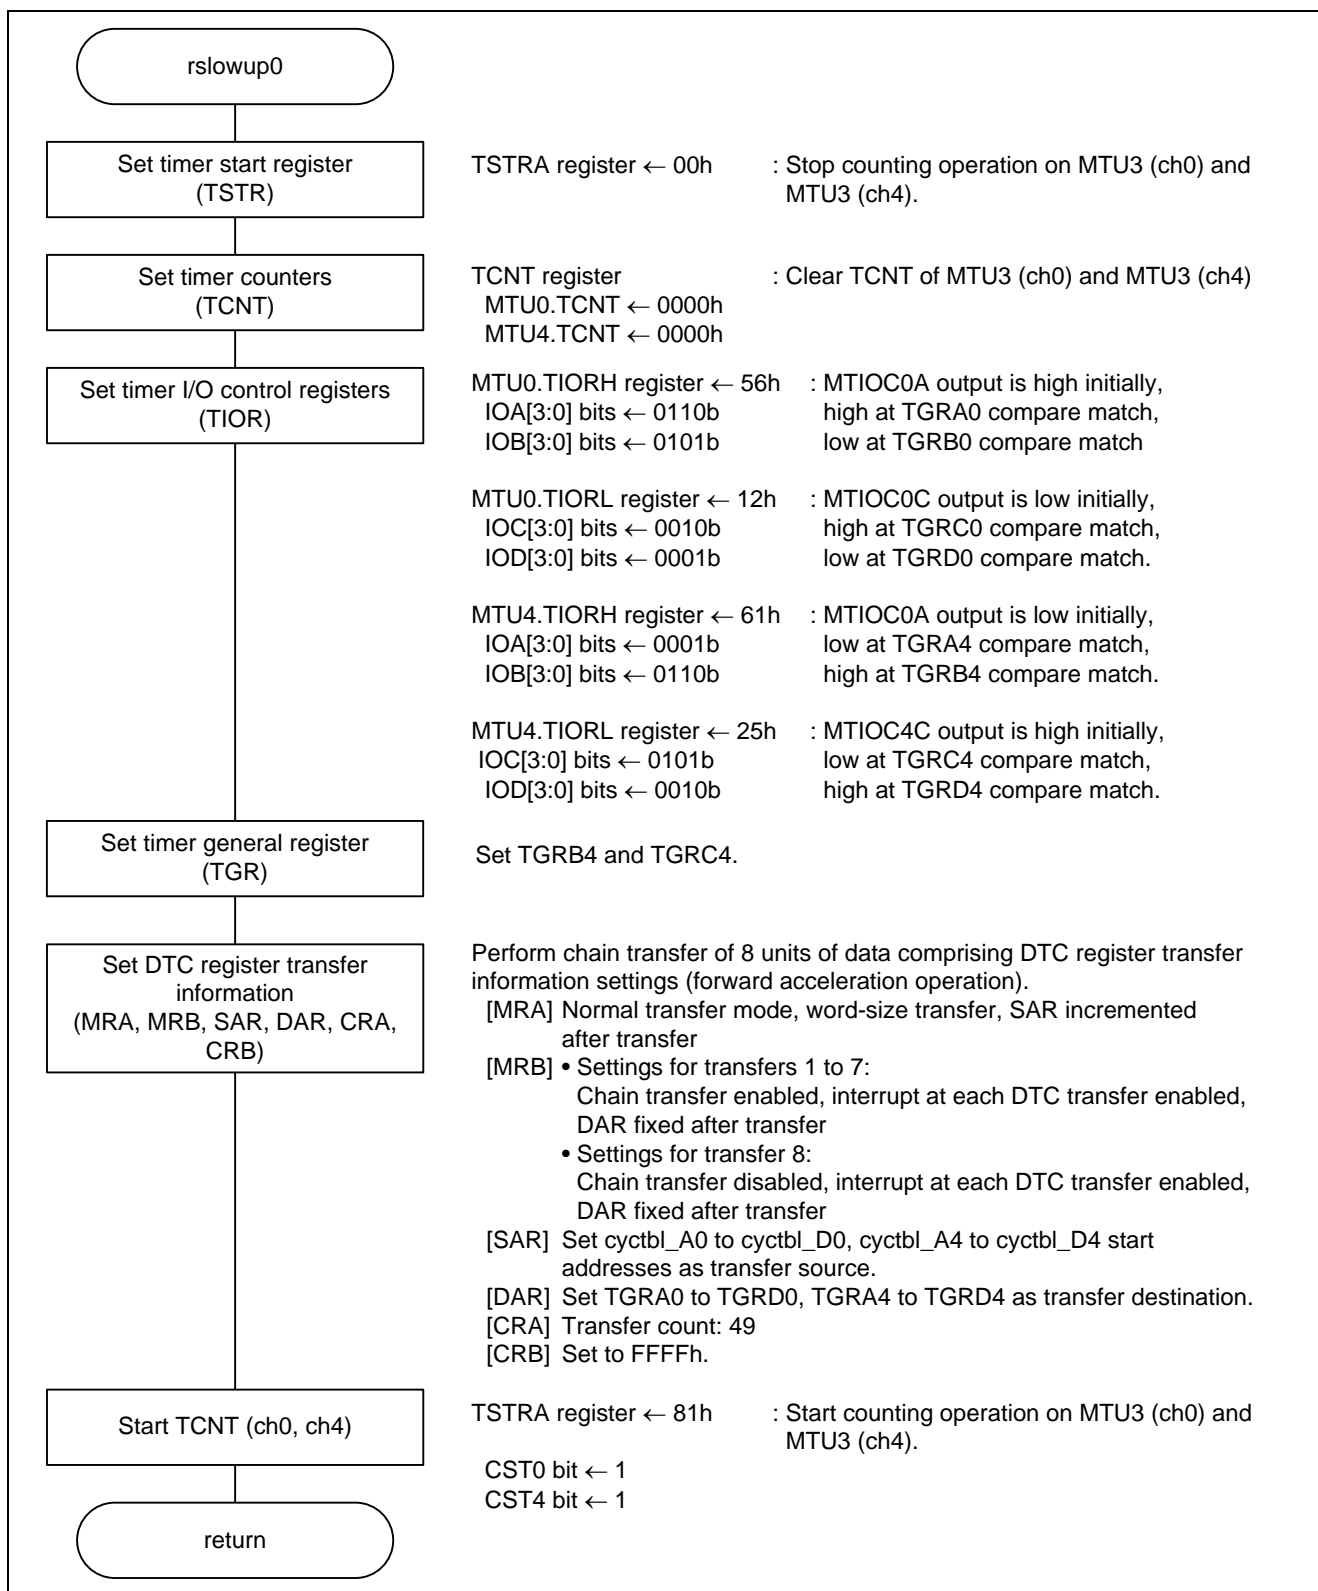 rslowup0
Set timer start register
(TSTR)
TSTRA register ← 00h : Stop counting operation on MTU3 (ch0) and
MTU3 (ch4).
Set timer counters
(TCNT)
TCNT register : Clear TCNT of MTU3 (ch0) and MTU3 (ch4)
MTU0.TCNT ← 0000h
MTU4.TCNT ← 0000h
Set timer I/O control registers
(TIOR)
MTU0.TIORH register ← 56h : MTIOC0A output is high initially,
IOA[3:0] bits ← 0110b high at TGRA0 compare match,
IOB[3:0] bits ← 0101b low at TGRB0 compare match
MTU0.TIORL register ← 12h : MTIOC0C output is low initially,
IOC[3:0] bits ← 0010b high at TGRC0 compare match,
IOD[3:0] bits ← 0001b low at TGRD0 compare match.
MTU4.TIORH register ← 61h : MTIOC0A output is low initially,
IOA[3:0] bits ← 0001b low at TGRA4 compare match,
IOB[3:0] bits ← 0110b high at TGRB4 compare match.
MTU4.TIORL register ← 25h : MTIOC4C output is high initially,
IOC[3:0] bits ← 0101b low at TGRC4 compare match,
IOD[3:0] bits ← 0010b high at TGRD4 compare match.
Set timer general register
(TGR)
Set TGRB4 and TGRC4.
Set DTC register transfer
information
(MRA, MRB, SAR, DAR, CRA,
CRB)
Perform chain transfer of 8 units of data comprising DTC register transfer
information settings (forward acceleration operation).
[MRA] Normal transfer mode, word-size transfer, SAR incremented
after transfer
[MRB] • Settings for transfers 1 to 7:
Chain transfer enabled, interrupt at each DTC transfer enabled,
DAR fixed after transfer
• Settings for transfer 8:
Chain transfer disabled, interrupt at each DTC transfer enabled,
DAR fixed after transfer
[SAR] Set cyctbl_A0 to cyctbl_D0, cyctbl_A4 to cyctbl_D4 start
addresses as transfer source.
[DAR] Set TGRA0 to TGRD0, TGRA4 to TGRD4 as transfer destination.
[CRA] Transfer count: 49
[CRB] Set to FFFFh.
Start TCNT (ch0, ch4)
TSTRA register ← 81h : Start counting operation on MTU3 (ch0) and
MTU3 (ch4).
CST0 bit ← 1
CST4 bit ← 1
return